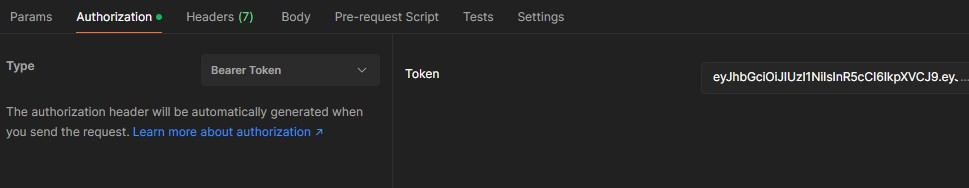 Params Authorization Headers (7) Body Pre-request Script Tests Settings
Type Bearer Token
Token eyJhbGciOiJIUzI1NiIsInR5cCI6IkpXVCJ9.ey. ...
The authorization header will be automatically generated when
you send the request. Learn more about authorization ↗